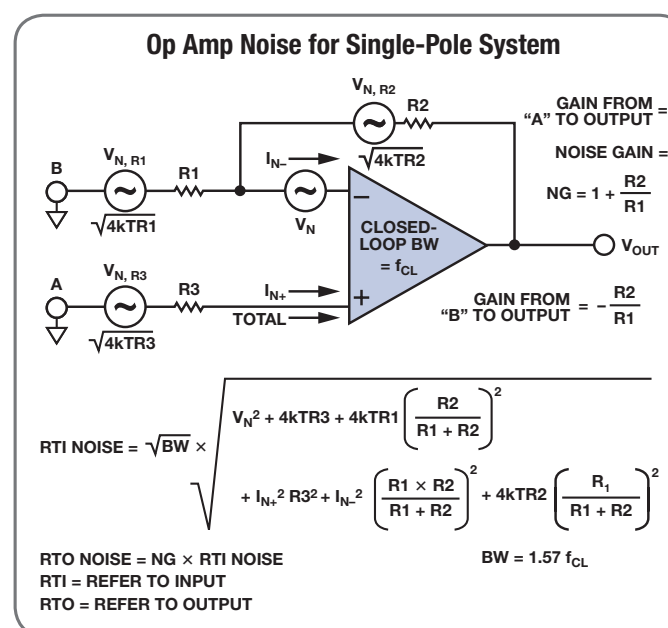 Op Amp Noise for Single-Pole System
V_N, R2
R2
GAIN FROM "A" TO OUTPUT =
NOISE GAIN =
NG = 1 + R2/R1
B
V_N, R1
R1
I_N–
√4kTR2
√4kTR1
V_N
–
CLOSED-LOOP BW = f_CL
V_OUT
A
V_N, R3
R3
I_N+
+
TOTAL
√4kTR3
GAIN FROM "B" TO OUTPUT = – R2/R1
RTI NOISE = √BW × √ V_N² + 4kTR3 + 4kTR1 (R2/(R1 + R2))²
+ I_N+² R3² + I_N–² ((R1 × R2)/(R1 + R2))² + 4kTR2 (R₁/(R1 + R2))²
RTO NOISE = NG × RTI NOISE
BW = 1.57 f_CL
RTI = REFER TO INPUT
RTO = REFER TO OUTPUT